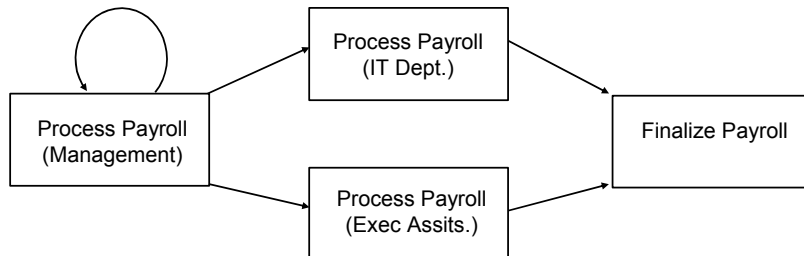 Process Payroll
(IT Dept.)
Process Payroll
(Management)
Finalize Payroll
Process Payroll
(Exec Assits.)